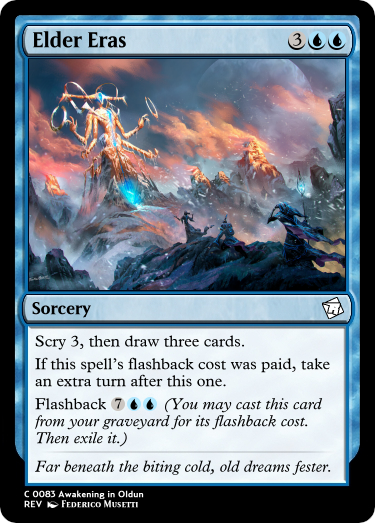 Elder Eras 3
Sorcery
Scry 3, then draw three cards.
If this spell's flashback cost was paid, take
an extra turn after this one.
Flashback 7 (You may cast this card
from your graveyard for its flashback cost.
Then exile it.)
Far beneath the biting cold, old dreams fester.
C 0083 Awakening in Oldun
REV Federico Musetti